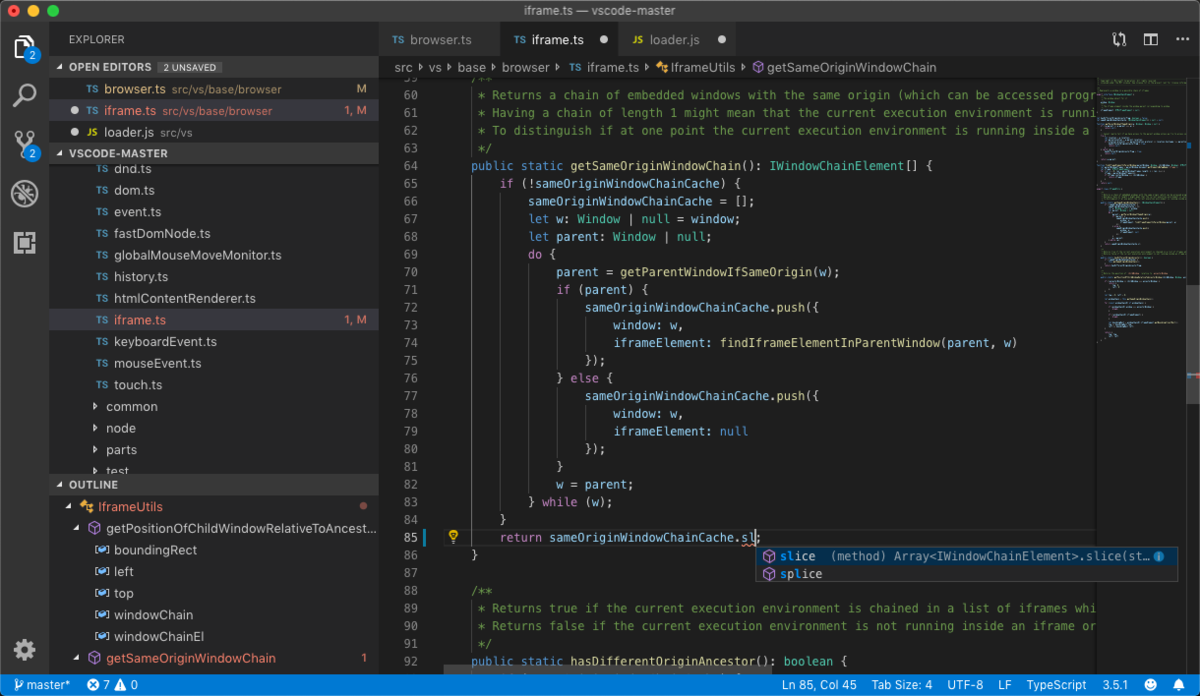 iframe.ts — vscode-master
EXPLORER
OPEN EDITORS 2 UNSAVED
TS browser.ts src/vs/base/browser M
TS iframe.ts src/vs/base/browser 1, M
JS loader.js src/vs
VSCODE-MASTER
TS dnd.ts
TS dom.ts
TS event.ts
TS fastDomNode.ts
TS globalMouseMoveMonitor.ts
TS history.ts
TS htmlContentRenderer.ts
TS iframe.ts 1, M
TS keyboardEvent.ts
TS mouseEvent.ts
TS touch.ts
common
node
parts
test
OUTLINE
IframeUtils
getPositionOfChildWindowRelativeToAncest...
boundingRect
left
top
windowChain
windowChainEl
getSameOriginWindowChain 1
2
2
TS browser.ts TS iframe.ts JS loader.js
src vs base browser TS iframe.ts IframeUtils getSameOriginWindowChain
59 /**
60 * Returns a chain of embedded windows with the same origin (which can be accessed progr
61 * Having a chain of length 1 might mean that the current execution environment is runni
62 * To distinguish if at one point the current execution environment is running inside a
63 */
64 public static getSameOriginWindowChain(): IWindowChainElement[] {
65 if (!sameOriginWindowChainCache) {
66 sameOriginWindowChainCache = [];
67 let w: Window | null = window;
68 let parent: Window | null;
69 do {
70 parent = getParentWindowIfSameOrigin(w);
71 if (parent) {
72 sameOriginWindowChainCache.push({
73 window: w,
74 iframeElement: findIframeElementInParentWindow(parent, w)
75 });
76 } else {
77 sameOriginWindowChainCache.push({
78 window: w,
79 iframeElement: null
80 });
81 }
82 w = parent;
83 } while (w);
84 }
85 return sameOriginWindowChainCache.sl;
slice (method) Array<IWindowChainElement>.slice(st...
splice
86 }
87
88 /**
89 * Returns true if the current execution environment is chained in a list of iframes whi
90 * Returns false if the current execution environment is not running inside an iframe or
91 */
92 public static hasDifferentOriginAncestor(): boolean {
master* 7 0 Ln 85, Col 45 Tab Size: 4 UTF-8 LF TypeScript 3.5.1